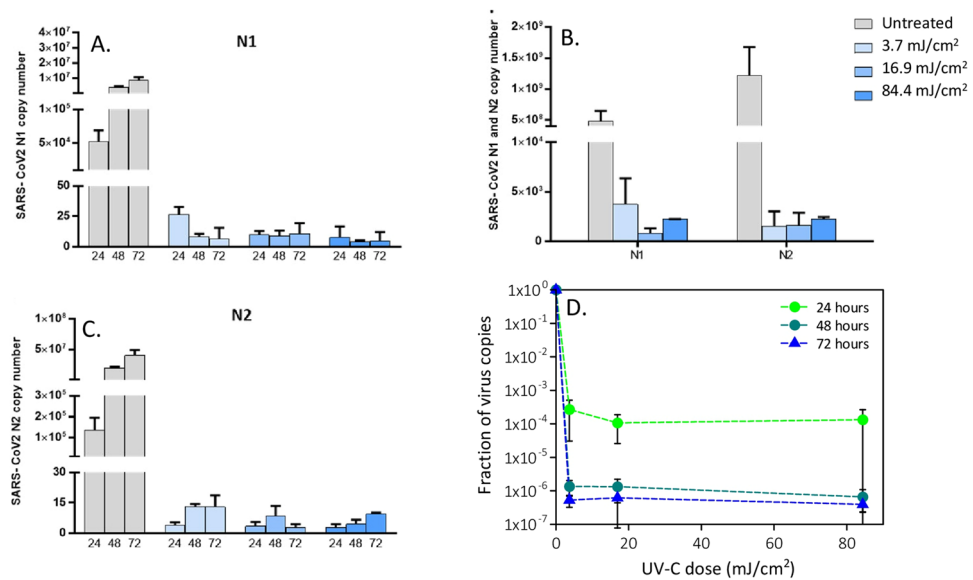 A.
N1
SARS- CoV2 N1 copy number
4×10⁷
3×10⁷
2×10⁷
1×10⁷
1×10⁵
5×10⁴
50
25
0
24 48 72 24 48 72 24 48 72 24 48 72
B.
SARS- CoV2 N1 and N2 copy number
2×10⁹
1.5×10⁹
1×10⁹
5×10⁸
1×10⁴
5×10³
0
N1 N2
Untreated
3.7 mJ/cm²
16.9 mJ/cm²
84.4 mJ/cm²
C.
N2
SARS- CoV2 N2 copy number
1×10⁸
5×10⁷
3×10⁵
2×10⁵
1×10⁵
30
15
0
24 48 72 24 48 72 24 48 72 24 48 72
D.
24 hours
48 hours
72 hours
Fraction of virus copies
1x10⁰
1x10⁻¹
1x10⁻²
1x10⁻³
1x10⁻⁴
1x10⁻⁵
1x10⁻⁶
1x10⁻⁷
0 20 40 60 80
UV-C dose (mJ/cm²)